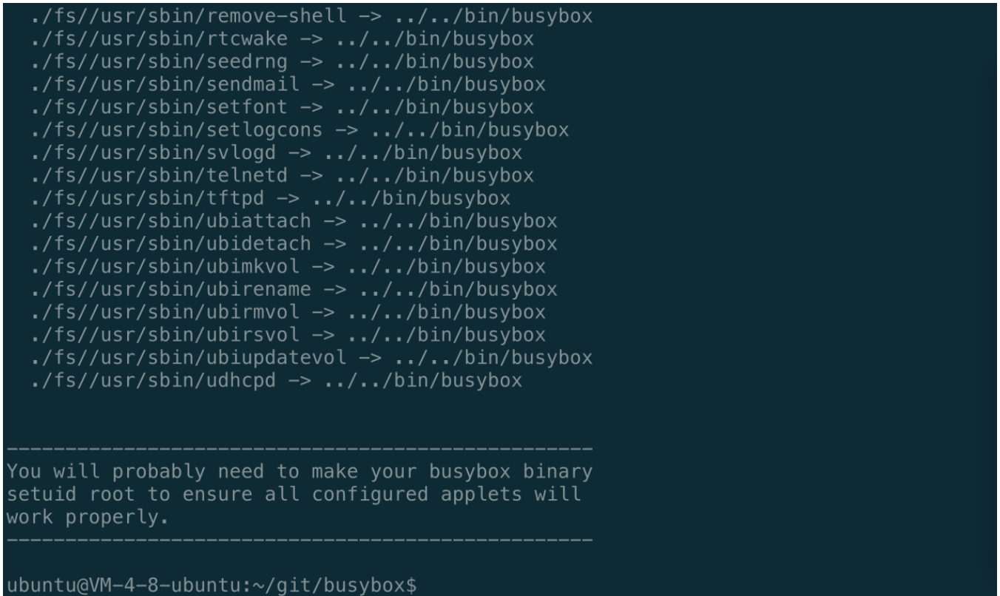 ./fs//usr/sbin/remove-shell -> ../../bin/busybox
./fs//usr/sbin/rtcwake -> ../../bin/busybox
./fs//usr/sbin/seedrng -> ../../bin/busybox
./fs//usr/sbin/sendmail -> ../../bin/busybox
./fs//usr/sbin/setfont -> ../../bin/busybox
./fs//usr/sbin/setlogcons -> ../../bin/busybox
./fs//usr/sbin/svlogd -> ../../bin/busybox
./fs//usr/sbin/telnetd -> ../../bin/busybox
./fs//usr/sbin/tftpd -> ../../bin/busybox
./fs//usr/sbin/ubiattach -> ../../bin/busybox
./fs//usr/sbin/ubidetach -> ../../bin/busybox
./fs//usr/sbin/ubimkvol -> ../../bin/busybox
./fs//usr/sbin/ubirename -> ../../bin/busybox
./fs//usr/sbin/ubirmvol -> ../../bin/busybox
./fs//usr/sbin/ubirsvol -> ../../bin/busybox
./fs//usr/sbin/ubiupdatevol -> ../../bin/busybox
./fs//usr/sbin/udhcpd -> ../../bin/busybox
--------------------------------------------------
You will probably need to make your busybox binary
setuid root to ensure all configured applets will
work properly.
--------------------------------------------------
ubuntu@VM-4-8-ubuntu:~/git/busybox$